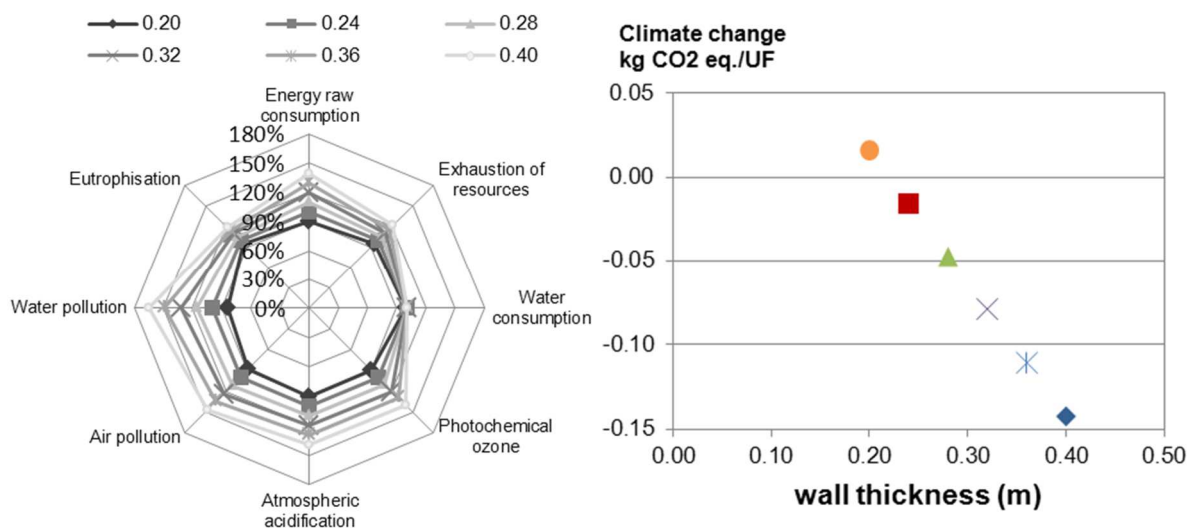 0.20 0.24 0.28
0.32 0.36 0.40
Energy raw
consumption
180%
150%
120%
90%
60%
30%
0%
Exhaustion of
resources
Water
consumption
Photochemical
ozone
Atmospheric
acidification
Air pollution
Water pollution
Eutrophisation
Climate change
kg CO2 eq./UF
0.05
0.00
-0.05
-0.10
-0.15
0.00 0.10 0.20 0.30 0.40 0.50
wall thickness (m)